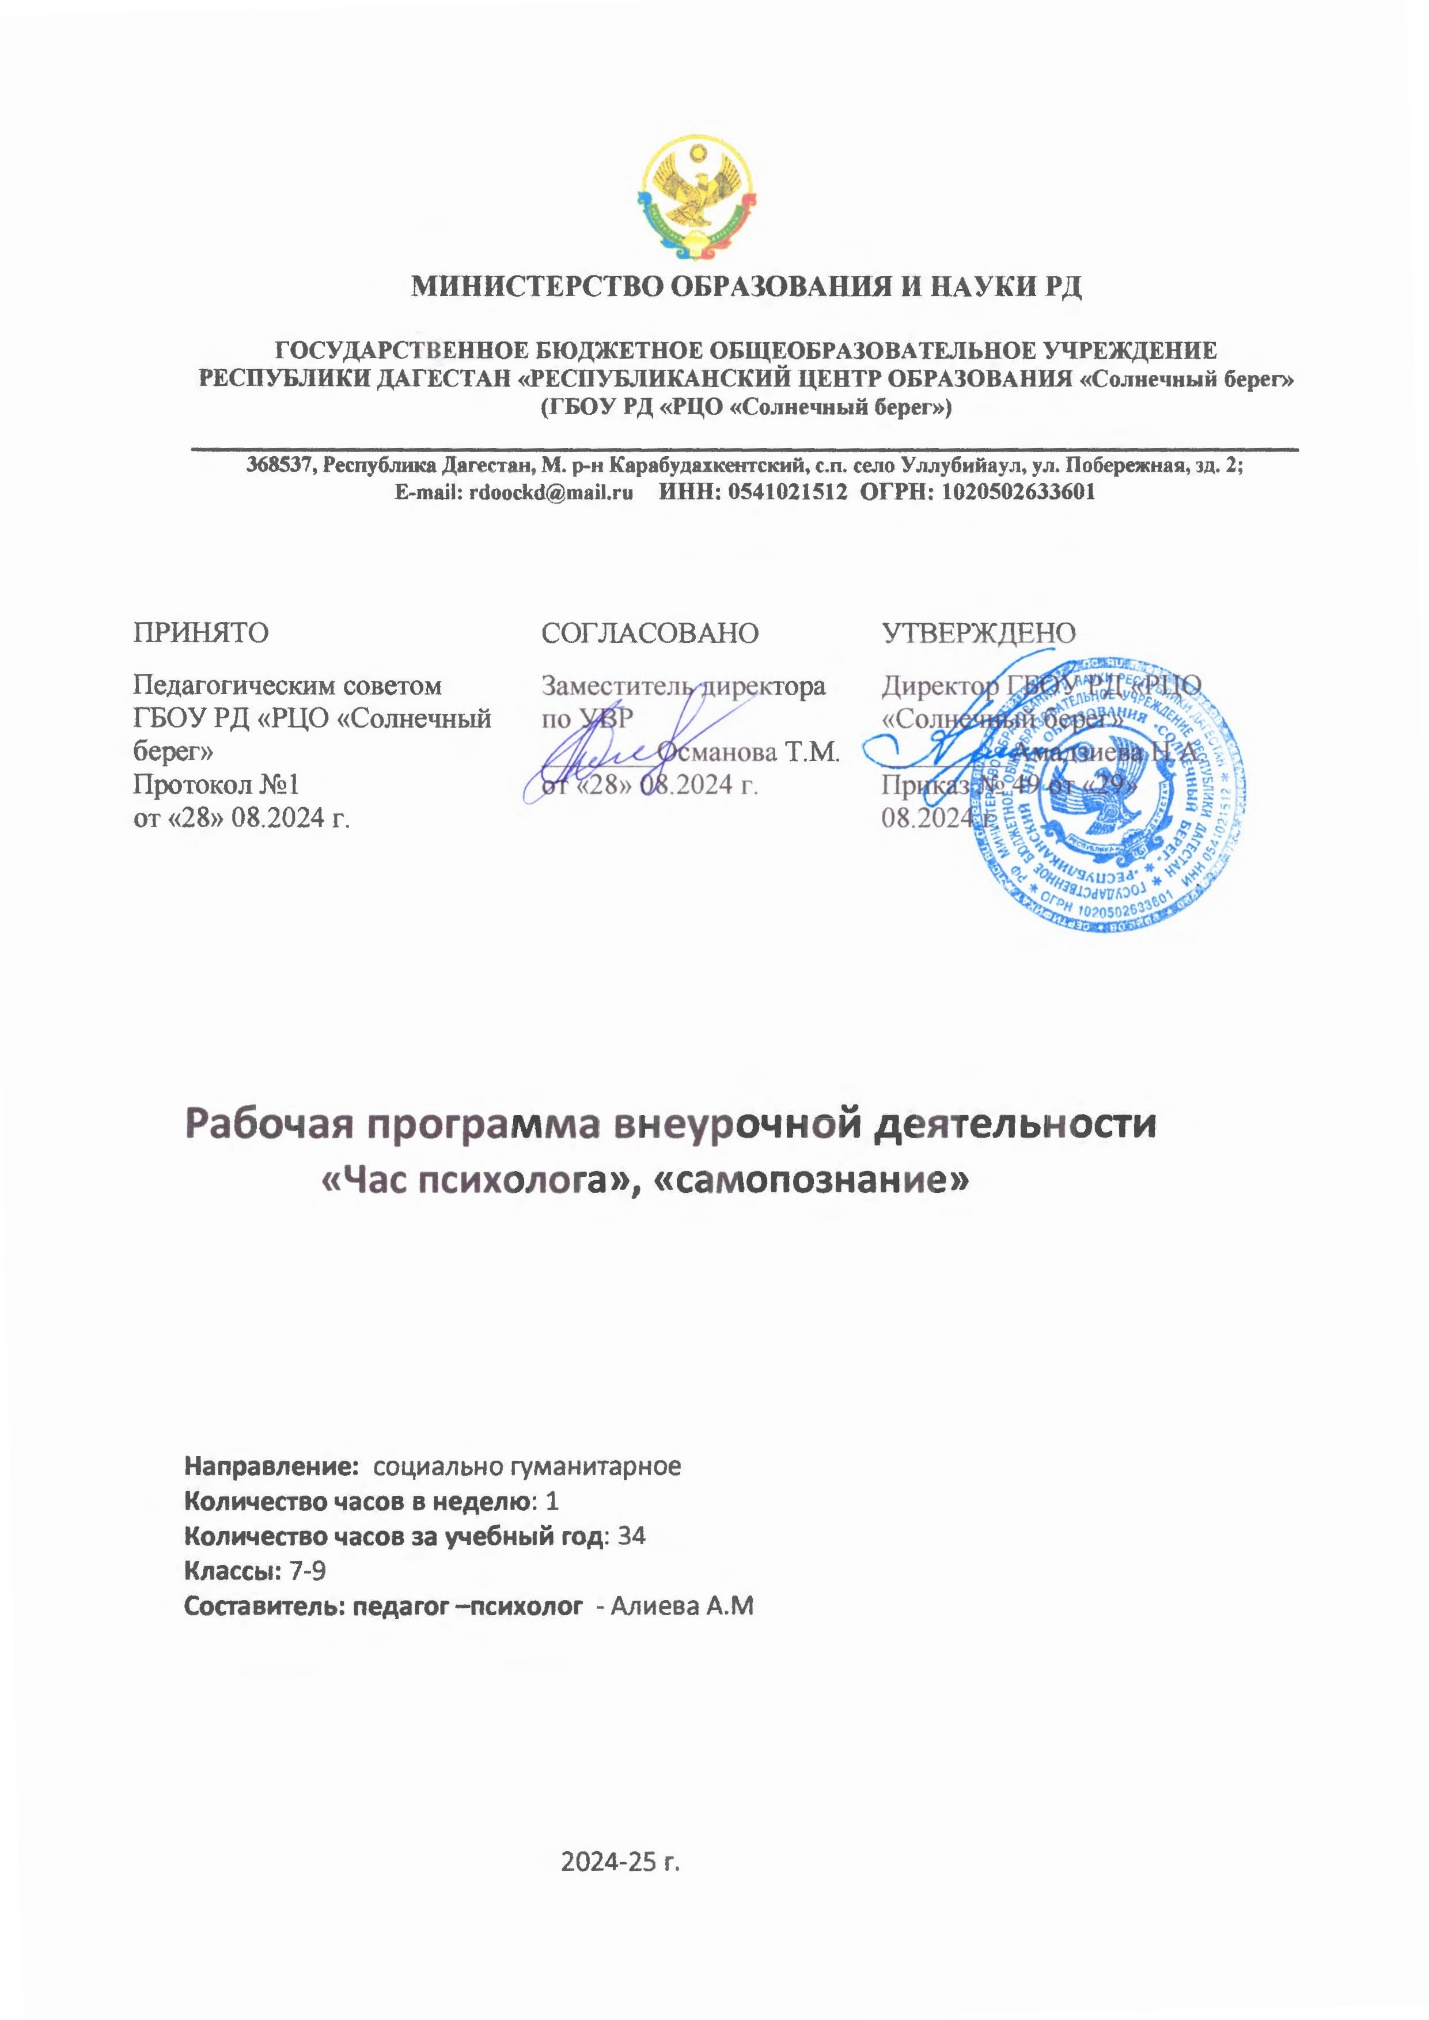 МИНИСТЕРСТВО ОБРАЗОВАНИЯ И НАУКИ РД
ГОСУДАРСТВЕННОЕ БЮДЖЕТНОЕ ОБЩЕОБРАЗОВАТЕЛЬНОЕ УЧРЕЖДЕНИЕ
РЕСПУБЛИКИ ДАГЕСТАН «РЕСПУБЛИКАНСКИЙ ЦЕНТР ОБРАЗОВАНИЯ «Солнечный берег»
(ГБОУ РД «РЦО «Солнечный берег»)
368537, Республика Дагестан, М. р-н Карабудахкентский, с.п. село Уллубийаул, ул. Побережная, зд. 2;
E-mail: rdoockd@mail.ru ИНН: 0541021512 ОГРН: 1020502633601
ПРИНЯТО
Педагогическим советом
ГБОУ РД «РЦО «Солнечный
берег»
Протокол №1
от «28» 08.2024 г.
СОГЛАСОВАНО
Заместитель директора
по УВР
Османова Т.М.
от «28» 08.2024 г.
УТВЕРЖДЕНО
Директор ГБОУ РД «РЦО
«Солнечный берег»
Н.А.
Приказ № 49 от «29»
08.2024 г
ОГРН 1020502633601 ИНН 0541021512
Рабочая программа внеурочной деятельности
«Час психолога», «самопознание»
Направление: социально гуманитарное
Количество часов в неделю: 1
Количество часов за учебный год: 34
Классы: 7-9
Составитель: педагог –психолог - Алиева А.М
2024-25 г.